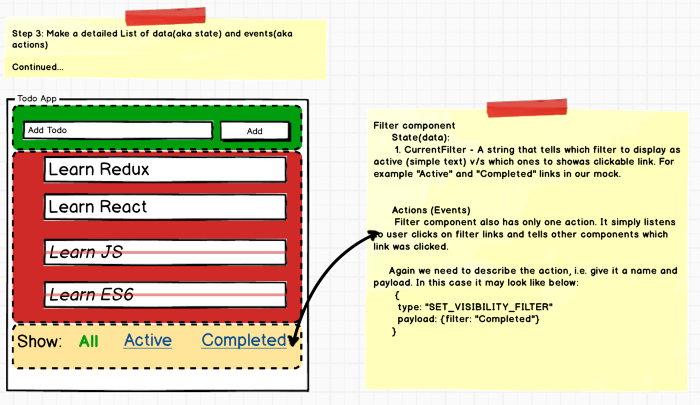 Step 3: Make a detailed List of data(aka state) and events(aka
actions)
Continued...
Todo App
Add Todo
Add
Learn Redux
Learn React
Learn JS
Learn ES6
Show: All Active Completed
Filter component
State(data):
1. CurrentFilter - A string that tells which filter to display as
active (simple text) v/s which ones to showas clickable link. For
example "Active" and "Completed" links in our mock.
Actions (Events)
Filter component also has only one action. It simply listens
to user clicks on filter links and tells other components which
link was clicked.
Again we need to describe the action, i.e. give it a name and
payload. In this case it may look like below:
{
type: "SET_VISIBILITY_FILTER"
payload: {filter: "Completed"}
}